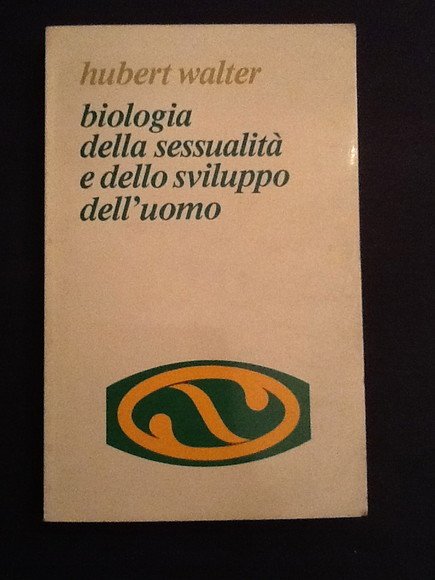 hubert walter
biologia
della sessualità
e dello sviluppo
dell'uomo